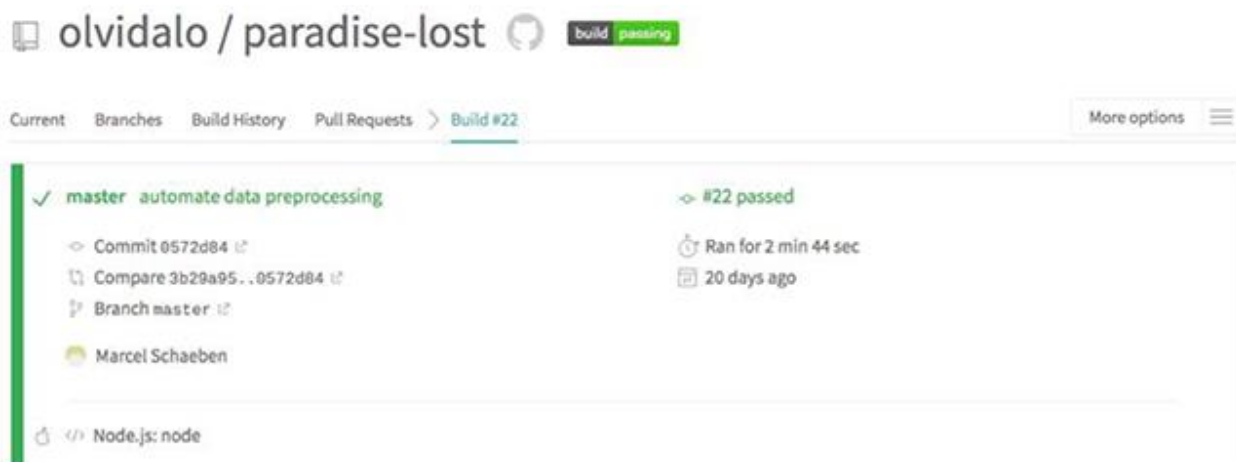 olvidalo / paradise-lost build passing
Current Branches Build History Pull Requests Build #22 More options
master automate data preprocessing
#22 passed
Commit 0572d84
Ran for 2 min 44 sec
Compare 3b29a95..0572d84
20 days ago
Branch master
Marcel Schaeben
</> Node.js: node